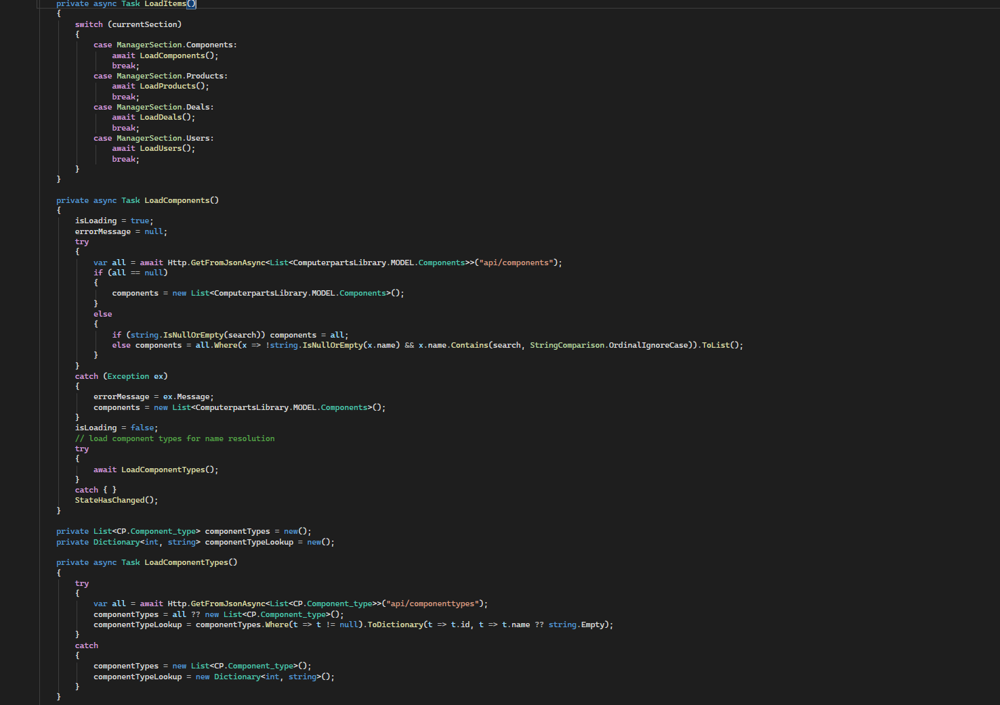 private async Task LoadItems()
{
switch (currentSection)
{
case ManagerSection.Components:
await LoadComponents();
break;
case ManagerSection.Products:
await LoadProducts();
break;
case ManagerSection.Deals:
await LoadDeals();
break;
case ManagerSection.Users:
await LoadUsers();
break;
}
}
private async Task LoadComponents()
{
isLoading = true;
errorMessage = null;
try
{
var all = await Http.GetFromJsonAsync<List<ComputerpartsLibrary.MODEL.Components>>("api/components");
if (all == null)
{
components = new List<ComputerpartsLibrary.MODEL.Components>();
}
else
{
if (string.IsNullOrEmpty(search)) components = all;
else components = all.Where(x => !string.IsNullOrEmpty(x.name) && x.name.Contains(search, StringComparison.OrdinalIgnoreCase)).ToList();
}
}
catch (Exception ex)
{
errorMessage = ex.Message;
components = new List<ComputerpartsLibrary.MODEL.Components>();
}
isLoading = false;
// load component types for name resolution
try
{
await LoadComponentTypes();
}
catch { }
StateHasChanged();
}
private List<CP.Component_type> componentTypes = new();
private Dictionary<int, string> componentTypeLookup = new();
private async Task LoadComponentTypes()
{
try
{
var all = await Http.GetFromJsonAsync<List<CP.Component_type>>("api/componenttypes");
componentTypes = all ?? new List<CP.Component_type>();
componentTypeLookup = componentTypes.Where(t => t != null).ToDictionary(t => t.id, t => t.name ?? string.Empty);
}
catch
{
componentTypes = new List<CP.Component_type>();
componentTypeLookup = new Dictionary<int, string>();
}
}